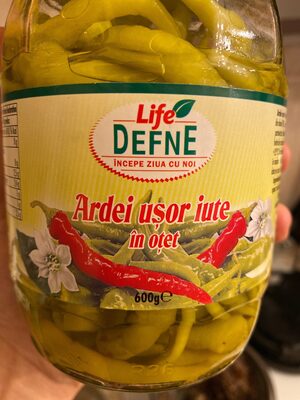 Life
DEFNE
ÎNCEPE ZIUA CU NOI
Ardei ușor iute
în oțet
600g℮